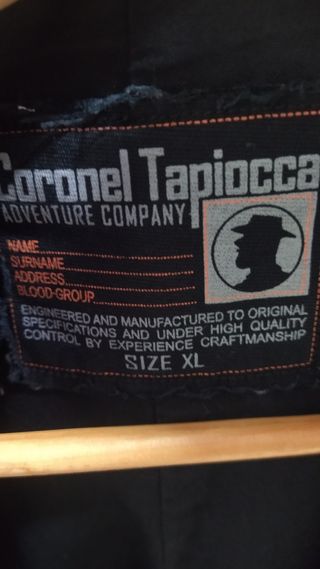 Coronel Tapiocca
ADVENTURE COMPANY
NAME
SURNAME
ADDRESS
BLOOD-GROUP
ENGINEERED AND MANUFACTURED TO ORIGINAL
SPECIFICATIONS AND UNDER HIGH QUALITY
CONTROL BY EXPERIENCE CRAFTMANSHIP
SIZE XL